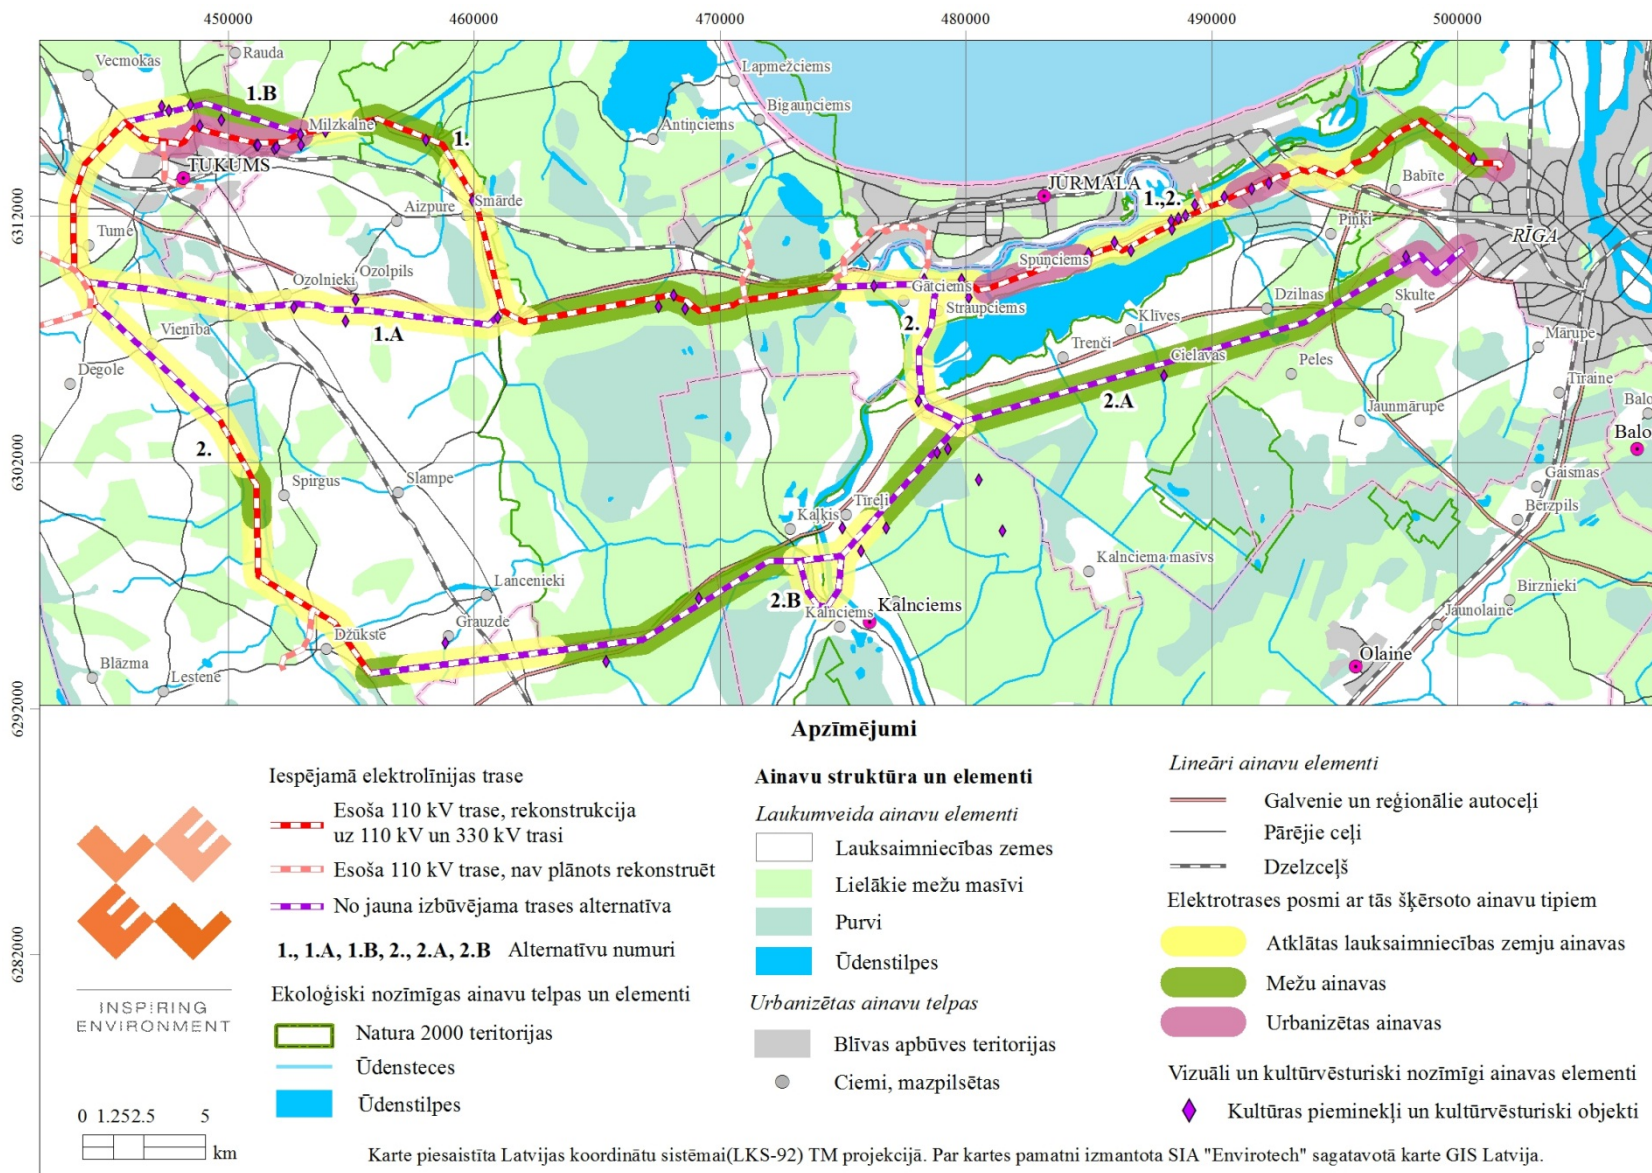 450000 460000 470000 480000 490000 500000
6312000
6302000
6292000
6282000
Vecmokas
Rauda
Lapmežciems
Bigauņciems
Antiņciems
1.B
Milzkalne
1.
TUKUMS
Aizpure
Smārde
JŪRMALA
1.,2.
Babīte
Piņķi
RĪGA
Tume
Ozolnieki
Ozolpils
Spuņciems
Gātciems
Straupciems
Dzilnas
Skulte
Vienība
1.A
2.
Klīves
Trenči
Cielavas
Mārupe
Peles
Degole
Tīraine
2.A
Jaunmārupe
Balo
Balo
2.
Spirgus
Slampe
Gaismas
Tīreļi
Kaļķis
Bērzpils
Kalnciema masīvs
Lancenieki
2.B
Kalnciems
Kalnciems
Birznieki
Jaunolaine
Džūkste
Grauzde
Olaine
Blāzma
Lestene
Apzīmējumi
Iespējamā elektrolīnijas trase
Esoša 110 kV trase, rekonstrukcija
uz 110 kV un 330 kV trasi
Esoša 110 kV trase, nav plānots rekonstruēt
No jauna izbūvējama trases alternatīva
1., 1.A, 1.B, 2., 2.A, 2.B Alternatīvu numuri
Ekoloģiski nozīmīgas ainavu telpas un elementi
Natura 2000 teritorijas
Ūdensteces
Ūdenstilpes
Ainavu struktūra un elementi
Laukumveida ainavu elementi
Lauksaimniecības zemes
Lielākie mežu masīvi
Purvi
Ūdenstilpes
Urbanizētas ainavu telpas
Blīvas apbūves teritorijas
Ciemi, mazpilsētas
Lineāri ainavu elementi
Galvenie un reģionālie autoceļi
Pārējie ceļi
Dzelzceļš
Elektrotrases posmi ar tās šķērsoto ainavu tipiem
Atklātas lauksaimniecības zemju ainavas
Mežu ainavas
Urbanizētas ainavas
Vizuāli un kultūrvēsturiski nozīmīgi ainavas elementi
Kultūras pieminekļi un kultūrvēsturiski objekti
INSPIRING
ENVIRONMENT
0 1.25 2.5 5
km
Karte piesaistīta Latvijas koordinātu sistēmai(LKS-92) TM projekcijā. Par kartes pamatni izmantota SIA "Envirotech" sagatavotā karte GIS Latvija.